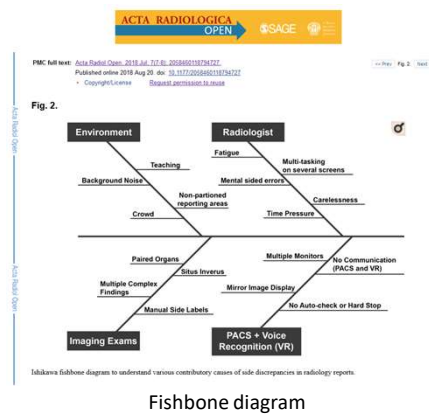 ACTA RADIOLOGICA
OPEN
SAGE
PMC full text: Acta Radiol Open. 2018 Jul; 7(7-8): 2058460118794727.
Published online 2018 Aug 20. doi: 10.1177/2058460118794727
• Copyright/License Request permission to reuse
<< Prev Fig. 2 Next
Fig. 2.
Acta Radiol Open
Acta Radiol Open
Environment
Radiologist
Fatigue
Teaching
Multi-tasking
on several screens
Background Noise
Mental sided errors
Non-partioned
reporting areas
Carelessness
Crowd
Time Pressure
Paired Organs
Multiple Monitors
No Communication
(PACS and VR)
Situs Inverus
Multiple Complex
Findings
Mirror Image Display
Manual Side Labels
No Auto-check or Hard Stop
Imaging Exams
PACS + Voice
Recognition (VR)
Ishikawa fishbone diagram to understand various contributory causes of side discrepancies in radiology reports.
Fishbone diagram